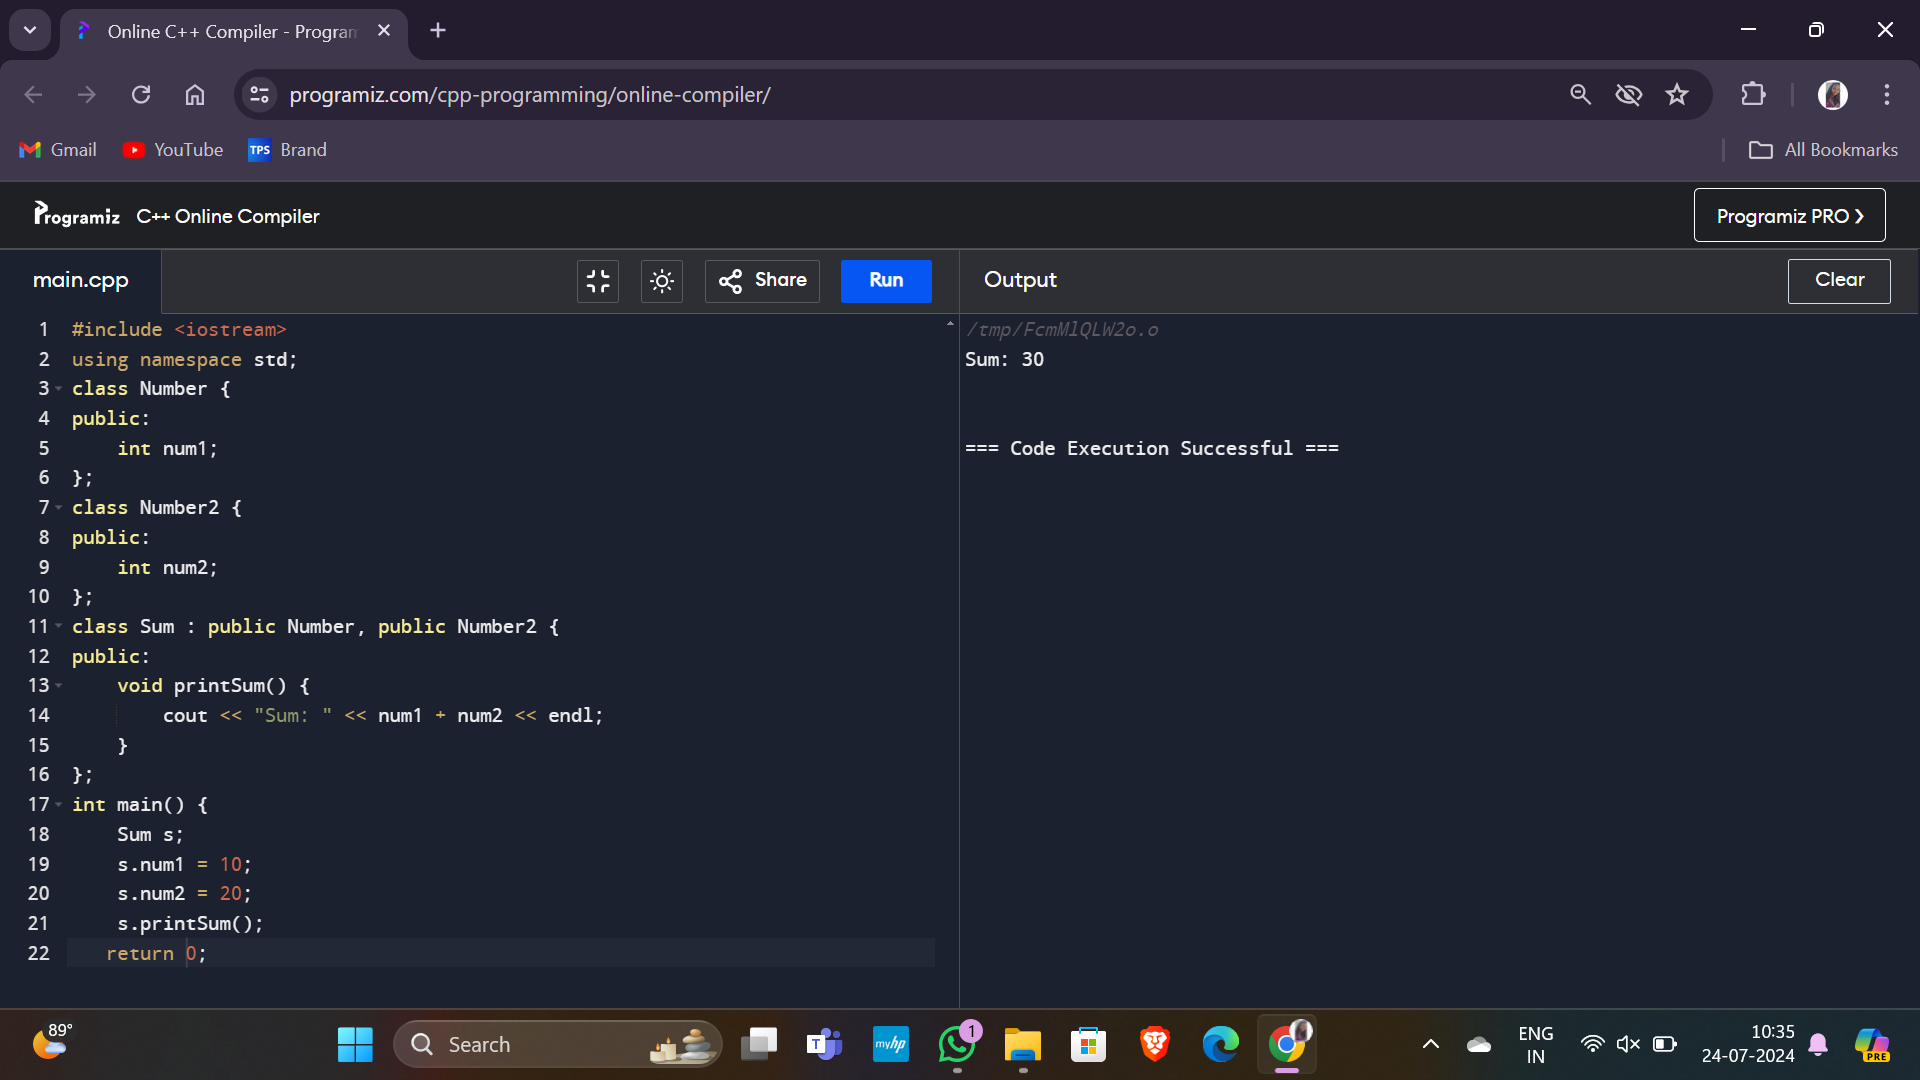 Online C++ Compiler - Program
programiz.com/cpp-programming/online-compiler/
Gmail
YouTube
TPS Brand
All Bookmarks
Programiz C++ Online Compiler
Programiz PRO
main.cpp
Share
Run
Output
Clear
1 #include <iostream>
2 using namespace std;
3 class Number {
4 public:
5     int num1;
6 };
7 class Number2 {
8 public:
9     int num2;
10 };
11 class Sum : public Number, public Number2 {
12 public:
13     void printSum() {
14         cout << "Sum: " << num1 + num2 << endl;
15     }
16 };
17 int main() {
18     Sum s;
19     s.num1 = 10;
20     s.num2 = 20;
21     s.printSum();
22    return 0;
/tmp/FcmMlQLW2o.o
Sum: 30
=== Code Execution Successful ===
89°
Search
T
myhp
1
ENG
IN
10:35
24-07-2024
PRE